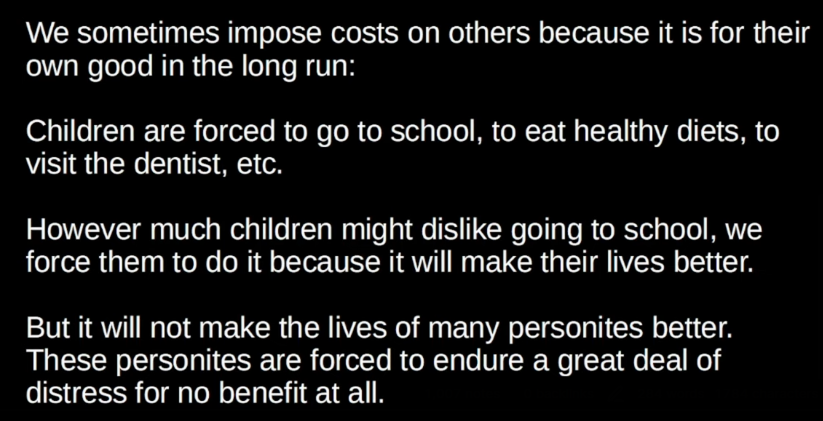 We sometimes impose costs on others because it is for their
own good in the long run:
Children are forced to go to school, to eat healthy diets, to
visit the dentist, etc.
However much children might dislike going to school, we
force them to do it because it will make their lives better.
But it will not make the lives of many personites better.
These personites are forced to endure a great deal of
distress for no benefit at all.